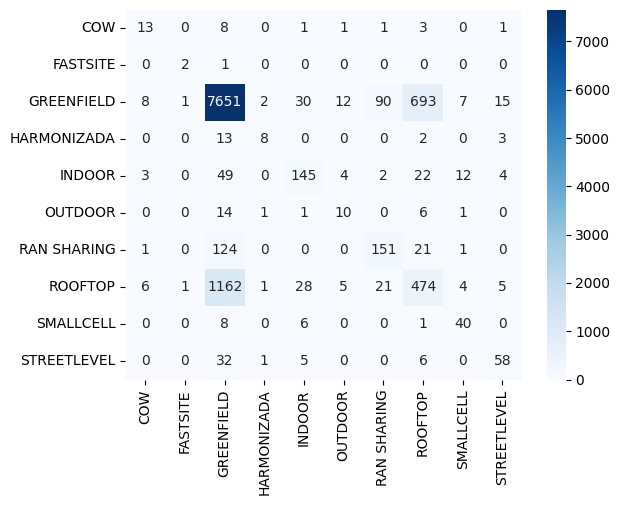 COW 13 0 8 0 1 1 1 3 0 1
FASTSITE 0 2 1 0 0 0 0 0 0 0
GREENFIELD 8 1 7651 2 30 12 90 693 7 15
HARMONIZADA 0 0 13 8 0 0 0 2 0 3
INDOOR 3 0 49 0 145 4 2 22 12 4
OUTDOOR 0 0 14 1 1 10 0 6 1 0
RAN SHARING 1 0 124 0 0 0 151 21 1 0
ROOFTOP 6 1 1162 1 28 5 21 474 4 5
SMALLCELL 0 0 8 0 6 0 0 1 40 0
STREETLEVEL 0 0 32 1 5 0 0 6 0 58
COW
FASTSITE
GREENFIELD
HARMONIZADA
INDOOR
OUTDOOR
RAN SHARING
ROOFTOP
SMALLCELL
STREETLEVEL
7000
6000
5000
4000
3000
2000
1000
0